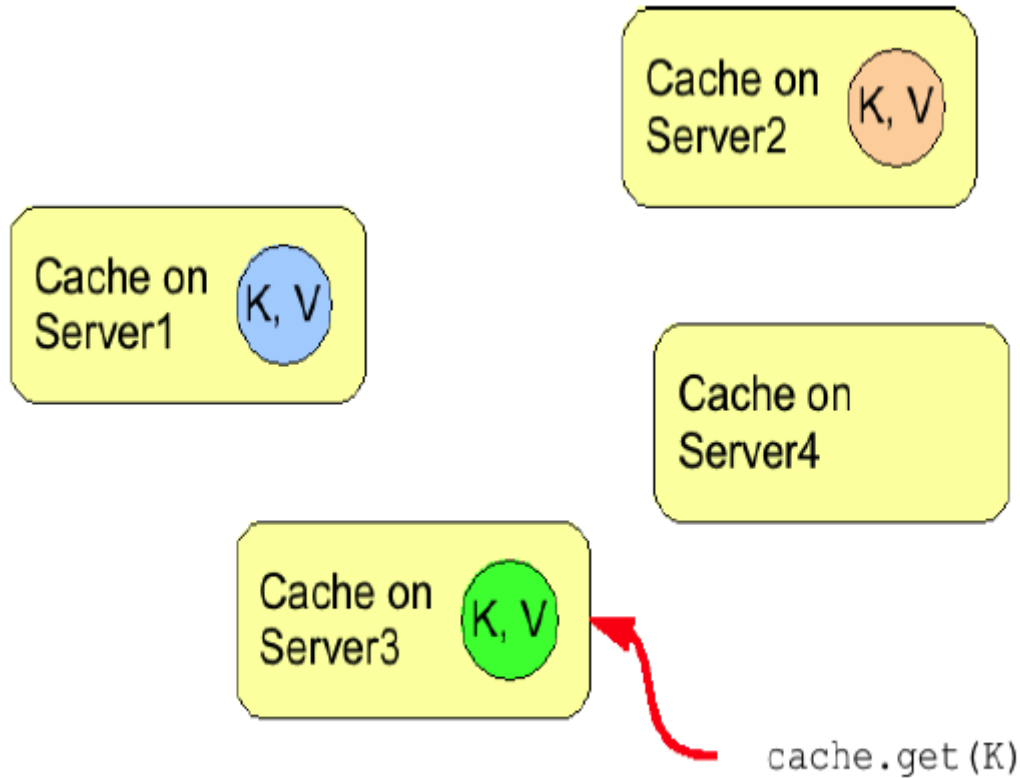 Cache on
Server2
K, V
Cache on
Server1
K, V
Cache on
Server4
Cache on
Server3
K, V
cache.get(K)